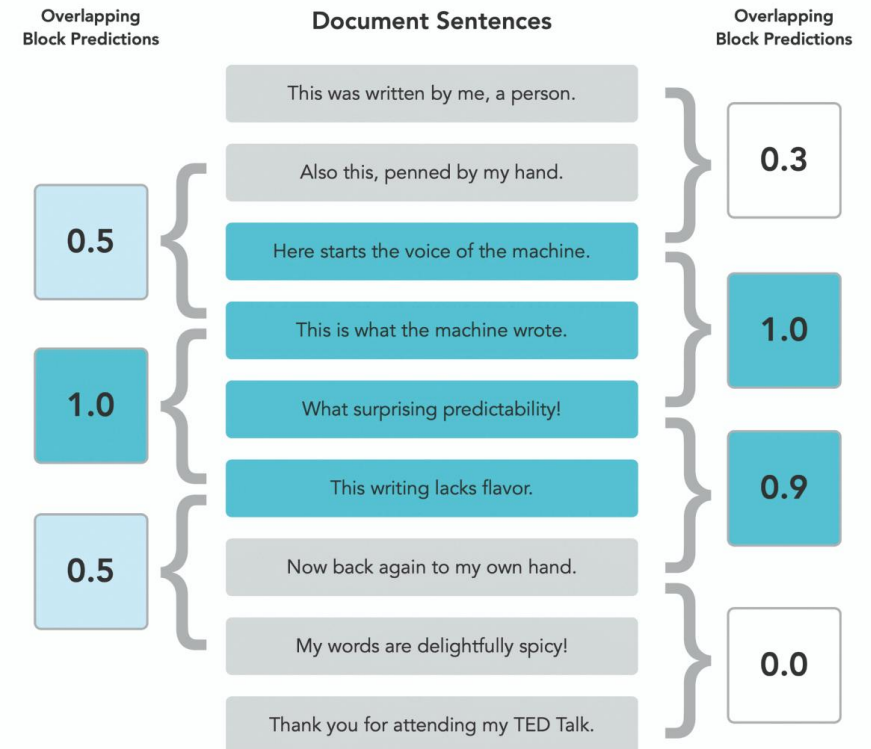 Overlapping
Block Predictions
Document Sentences
Overlapping
Block Predictions
This was written by me, a person.
0.3
Also this, penned by my hand.
0.5
Here starts the voice of the machine.
This is what the machine wrote.
1.0
1.0
What surprising predictability!
This writing lacks flavor.
0.9
0.5
Now back again to my own hand.
My words are delightfully spicy!
0.0
Thank you for attending my TED Talk.